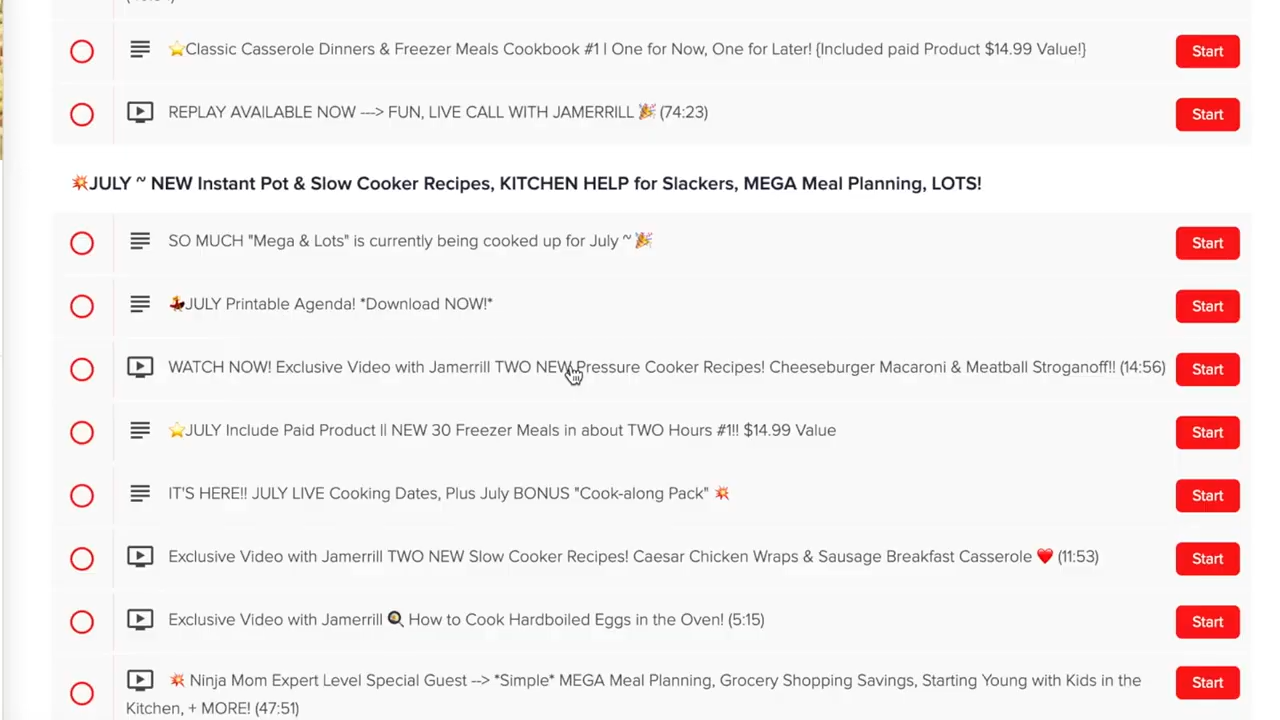 Classic Casserole Dinners & Freezer Meals Cookbook #1 | One for Now, One for Later! {Included paid Product $14.99 Value!}
Start
REPLAY AVAILABLE NOW ---> FUN, LIVE CALL WITH JAMERRILL 🎉 (74:23)
Start
💥JULY ~ NEW Instant Pot & Slow Cooker Recipes, KITCHEN HELP for Slackers, MEGA Meal Planning, LOTS!
SO MUCH "Mega & Lots" is currently being cooked up for July ~ 🎉
Start
💃JULY Printable Agenda! *Download NOW!*
Start
WATCH NOW! Exclusive Video with Jamerrill TWO NEW Pressure Cooker Recipes! Cheeseburger Macaroni & Meatball Stroganoff!! (14:56)
Start
⭐JULY Include Paid Product || NEW 30 Freezer Meals in about TWO Hours #1!! $14.99 Value
Start
IT'S HERE!! JULY LIVE Cooking Dates, Plus July BONUS "Cook-along Pack" 💥
Start
Exclusive Video with Jamerrill TWO NEW Slow Cooker Recipes! Caesar Chicken Wraps & Sausage Breakfast Casserole ❤️ (11:53)
Start
Exclusive Video with Jamerrill 🍳 How to Cook Hardboiled Eggs in the Oven! (5:15)
Start
💥 Ninja Mom Expert Level Special Guest --> *Simple* MEGA Meal Planning, Grocery Shopping Savings, Starting Young with Kids in the
Kitchen, + MORE! (47:51)
Start